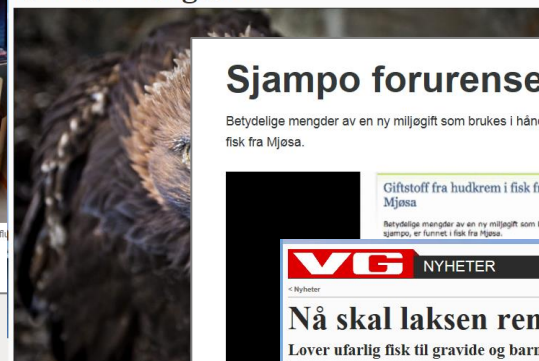 Sjampo forurense
Betydelige mengder av en ny miljøgift som brukes i hånd
fisk fra Mjøsa.
Giftstoff fra hudkrem i fisk fr
Mjøsa
Betydelige mengder av en ny miljøgift som b
sjampo, er funnet i fisk fra Mjøsa.
VG NYHETER
< Nyheter
Nå skal laksen ren
Lover ufarlig fisk til gravide og barn